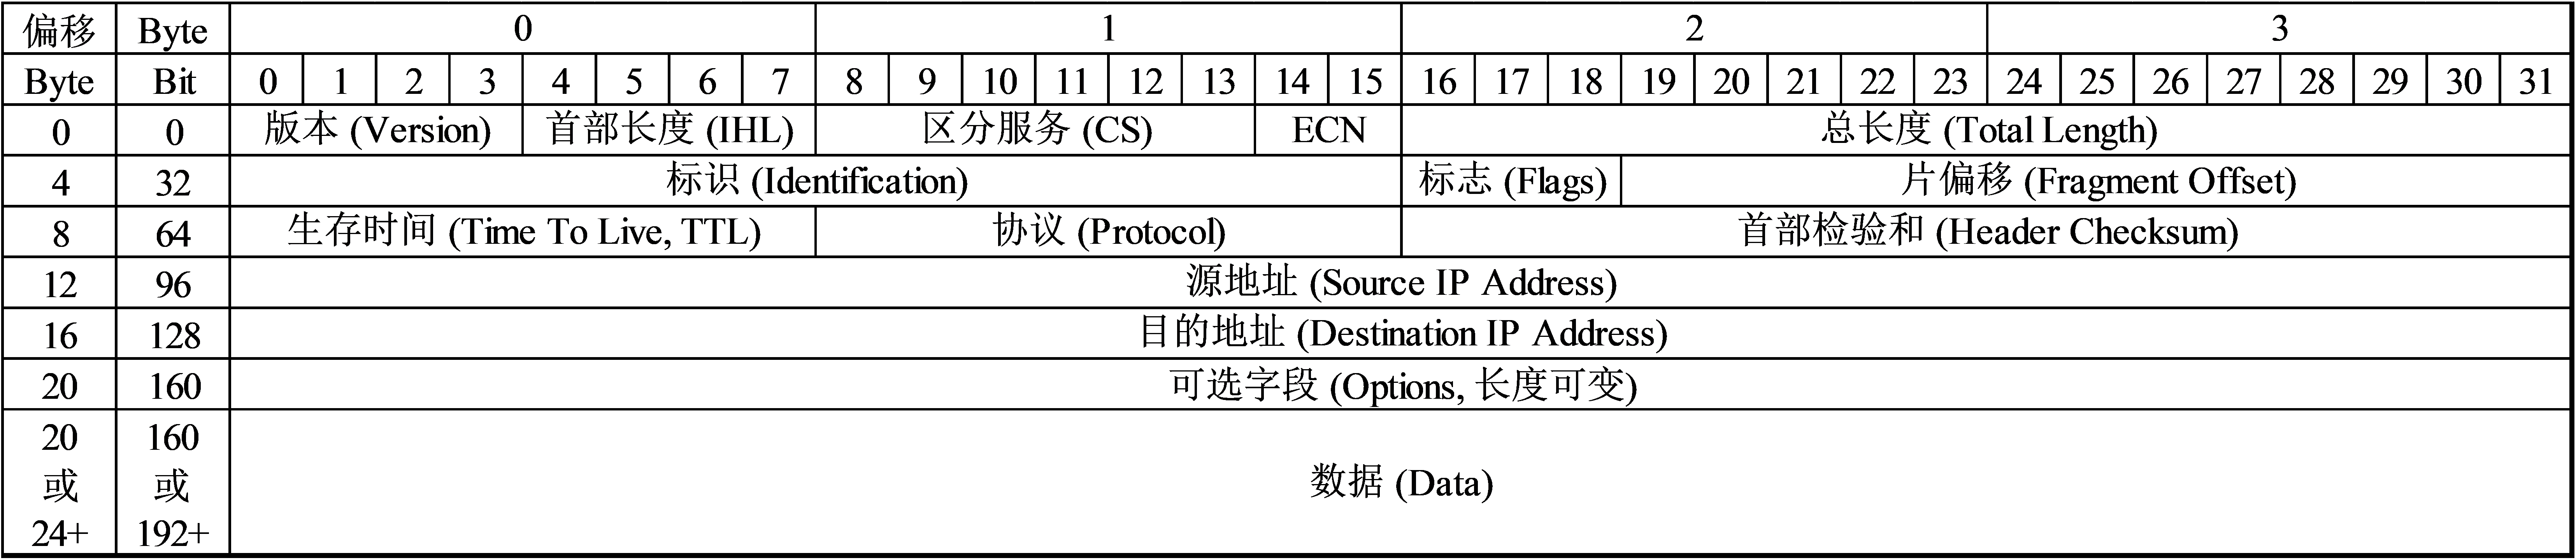 偏移 Byte 0 1 2 3
Byte Bit 0 1 2 3 4 5 6 7 8 9 10 11 12 13 14 15 16 17 18 19 20 21 22 23 24 25 26 27 28 29 30 31
0 0 版本 (Version) 首部长度 (IHL) 区分服务 (CS) ECN 总长度 (Total Length)
4 32 标识 (Identification) 标志 (Flags) 片偏移 (Fragment Offset)
8 64 生存时间 (Time To Live, TTL) 协议 (Protocol) 首部检验和 (Header Checksum)
12 96 源地址 (Source IP Address)
16 128 目的地址 (Destination IP Address)
20 160 可选字段 (Options, 长度可变)
20 160
或 或 数据 (Data)
24+ 192+